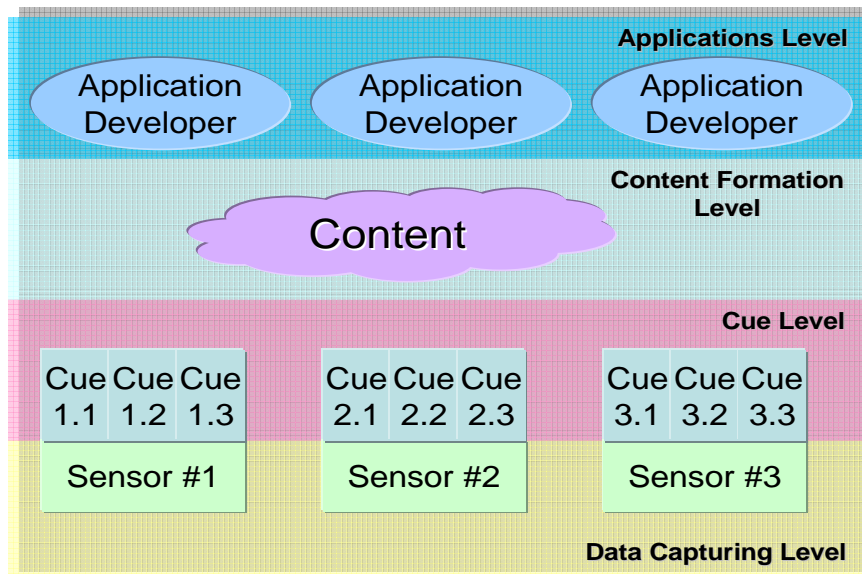 Applications Level
Application
Developer
Application
Developer
Application
Developer
Content Formation
Level
Content
Cue Level
Cue Cue Cue
1.1 1.2 1.3
Cue Cue Cue
2.1 2.2 2.3
Cue Cue Cue
3.1 3.2 3.3
Sensor #1
Sensor #2
Sensor #3
Data Capturing Level